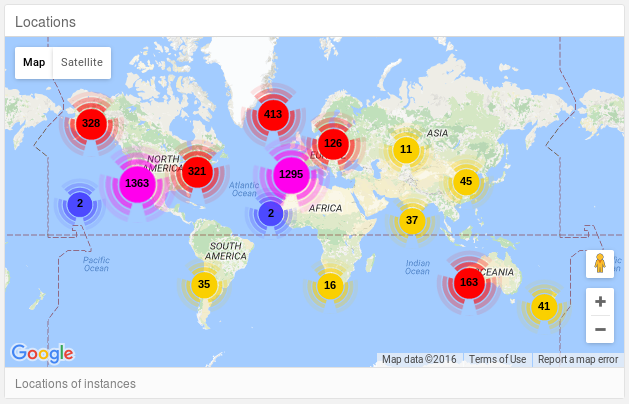 Locations
Map Satellite
328
413
126
ASIA
11
NORTH
AMERICA
321
1363
1295
EU
45
2
Atlantic
Ocean
2
AFRICA
37
SOUTH
AMERICA
Pacific
Ocean
Indian
Ocean
163
CEANIA
35
16
41
+
−
Google
Map data ©2016 Terms of Use Report a map error
Locations of instances